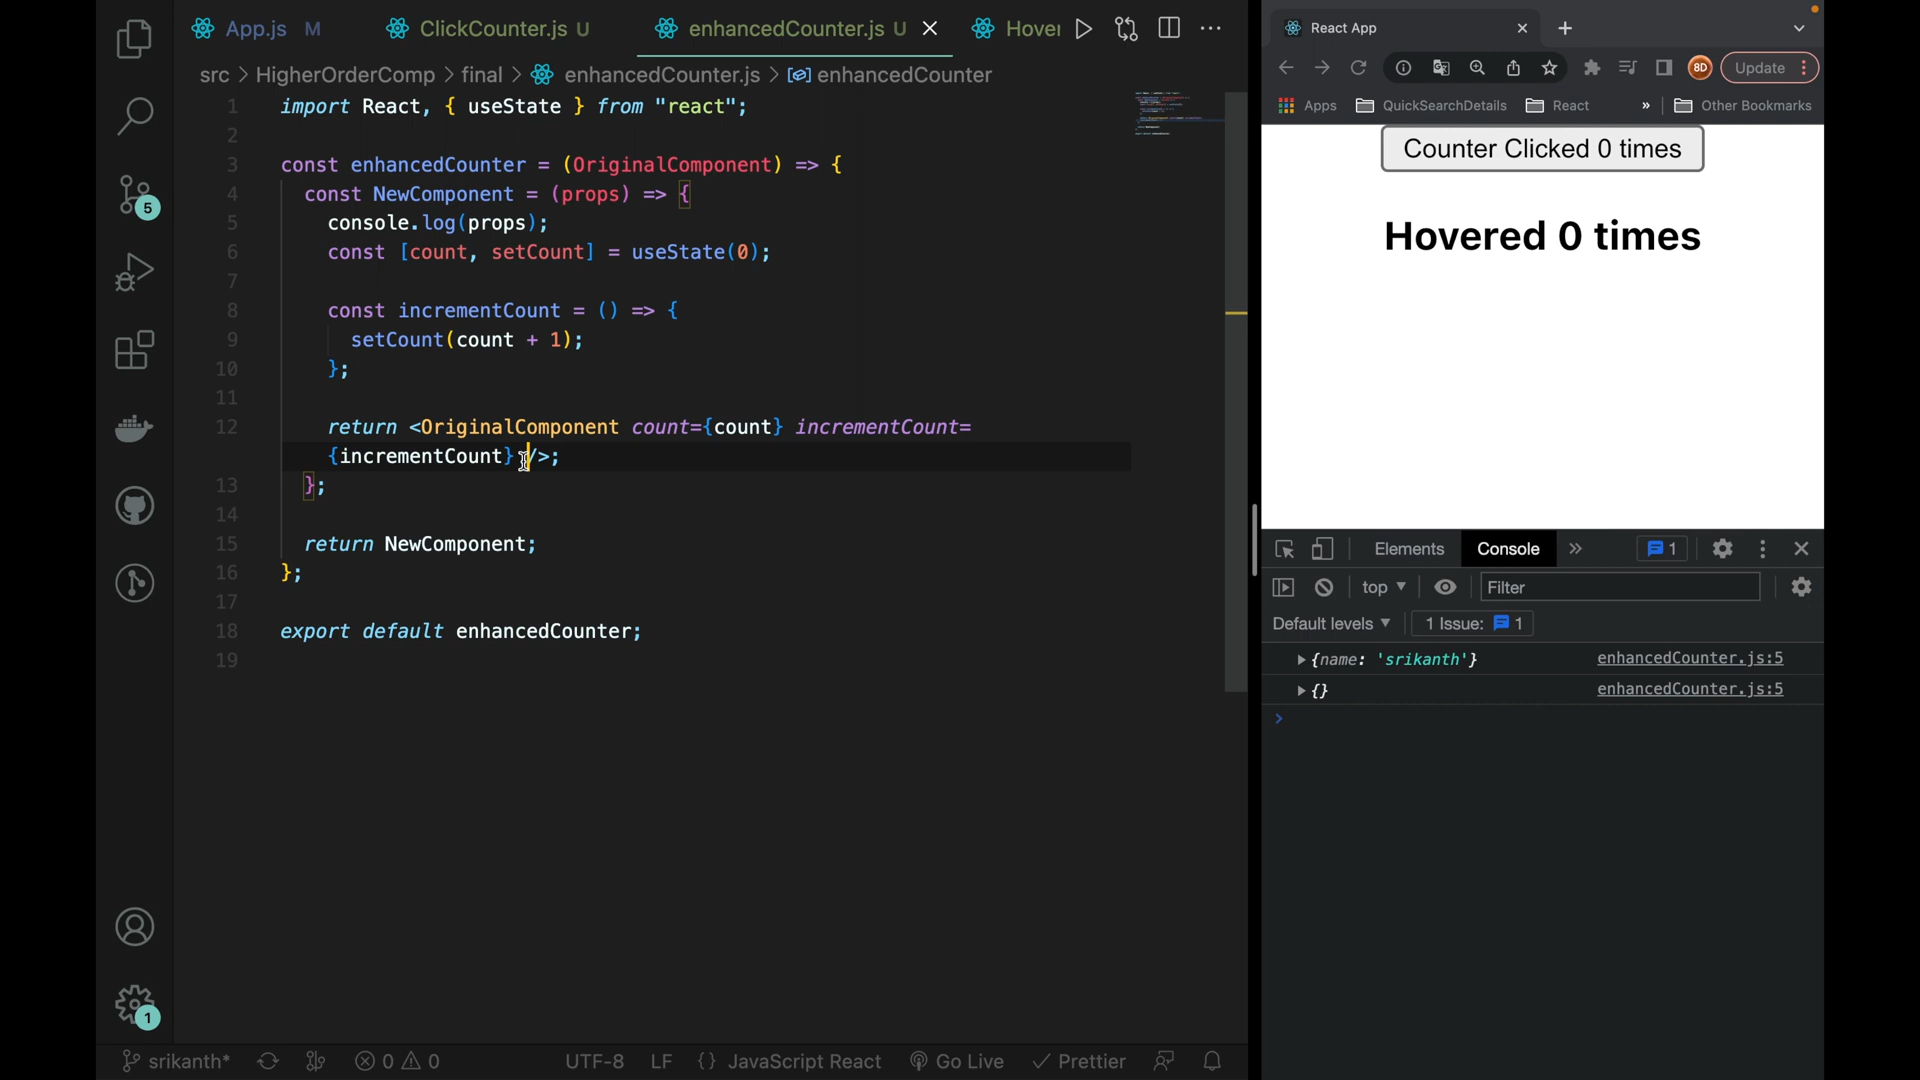 App.js M
ClickCounter.js U
enhancedCounter.js U
Hover
src > HigherOrderComp > final > enhancedCounter.js > enhancedCounter
1 import React, { useState } from "react";
2
3 const enhancedCounter = (OriginalComponent) => {
4 const NewComponent = (props) => {
5 console.log(props);
6 const [count, setCount] = useState(0);
7
8 const incrementCount = () => {
9 setCount(count + 1);
10 };
11
12 return <OriginalComponent count={count} incrementCount=
{incrementCount} />;
13 };
14
15 return NewComponent;
16 };
17
18 export default enhancedCounter;
19
5
1
srikanth* 0 0 UTF-8 LF {} JavaScript React Go Live Prettier
React App
8D Update
Apps QuickSearchDetails React » Other Bookmarks
Counter Clicked 0 times
Hovered 0 times
Elements Console » 1
top Filter
Default levels 1 Issue: 1
{name: 'srikanth'} enhancedCounter.js:5
{} enhancedCounter.js:5